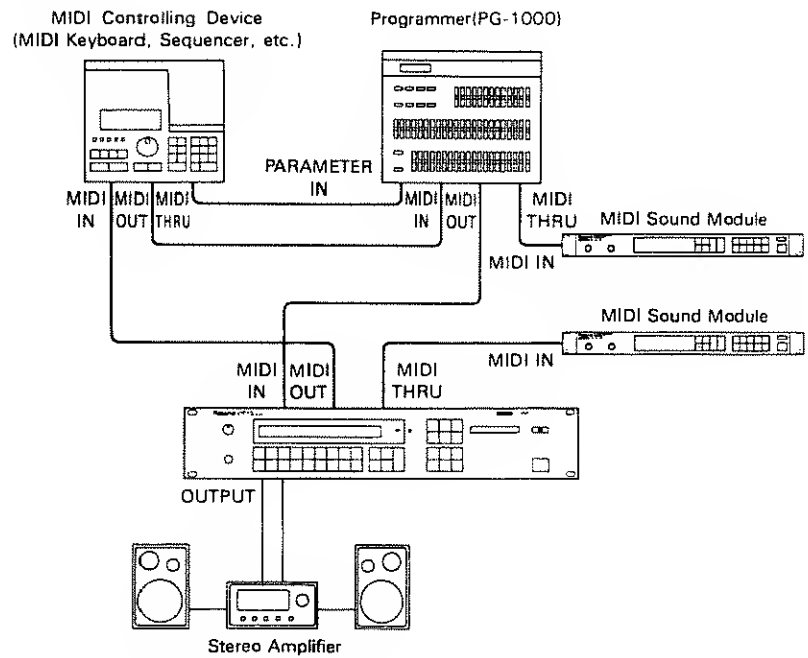 MIDI Controlling Device
(MIDI Keyboard, Sequencer, etc.)
Programmer(PG-1000)
PARAMETER
IN
MIDI
IN
MIDI
OUT
MIDI
THRU
MIDI
IN
MIDI
OUT
MIDI
THRU
MIDI Sound Module
MIDI IN
MIDI Sound Module
MIDI IN
MIDI
IN
MIDI
OUT
MIDI
THRU
OUTPUT
Stereo Amplifier